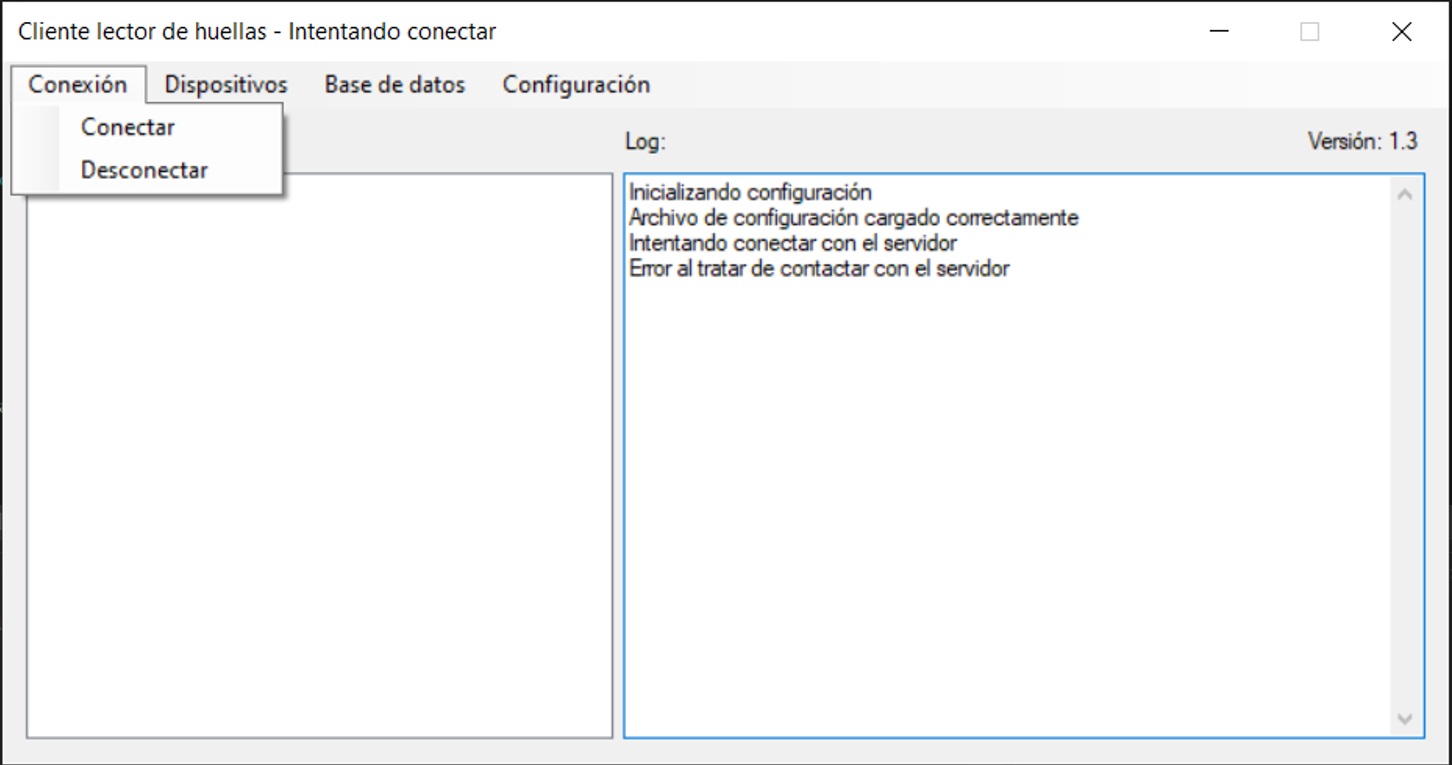 Cliente lector de huellas - Intentando conectar
Conexión Dispositivos Base de datos Configuración
Conectar
Desconectar
Log: Versión: 1.3
Inicializando configuración
Archivo de configuración cargado correctamente
Intentando conectar con el servidor
Error al tratar de contactar con el servidor